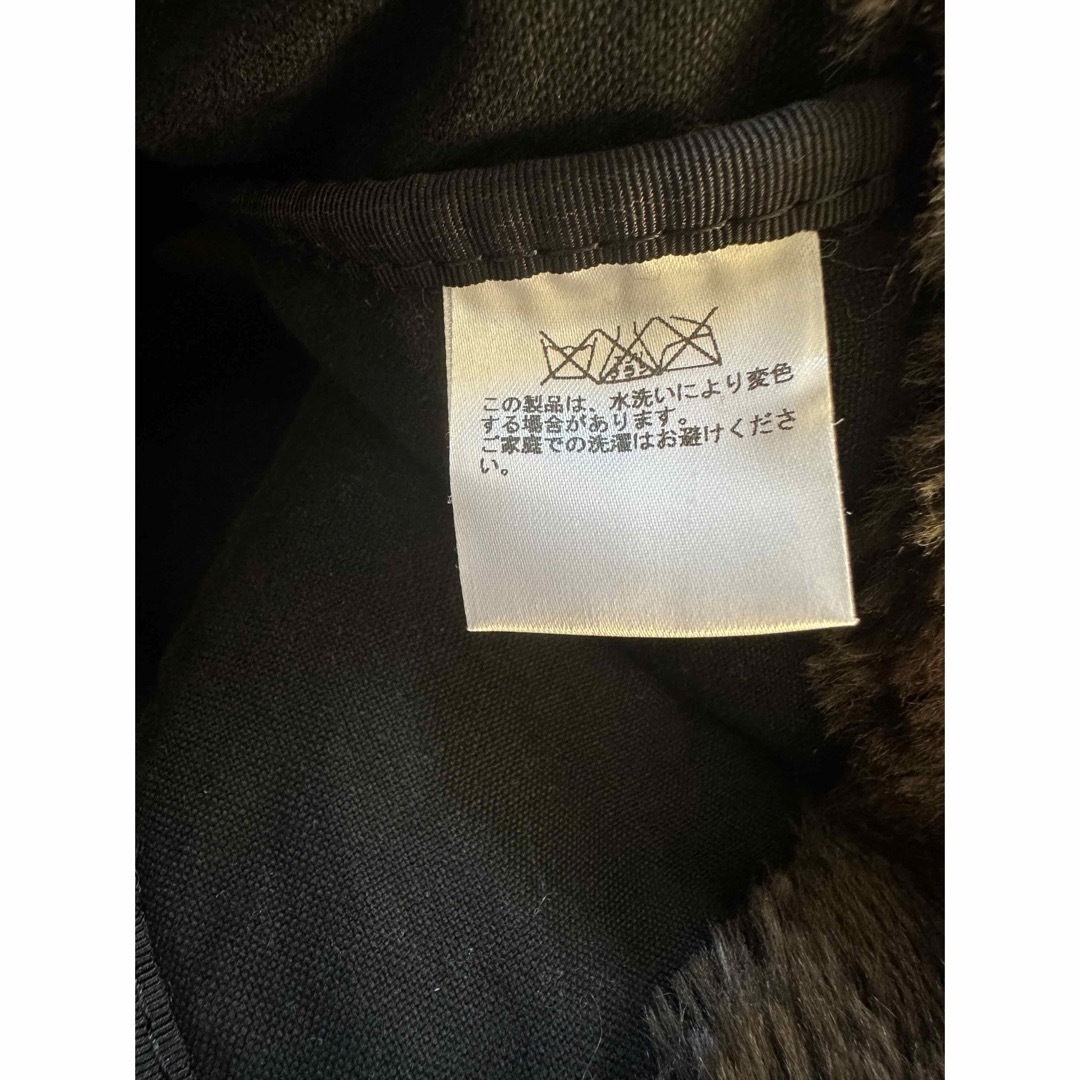 この製品は、水洗いにより変色
する場合があります。
ご家庭での洗濯はお避けくださ
い。